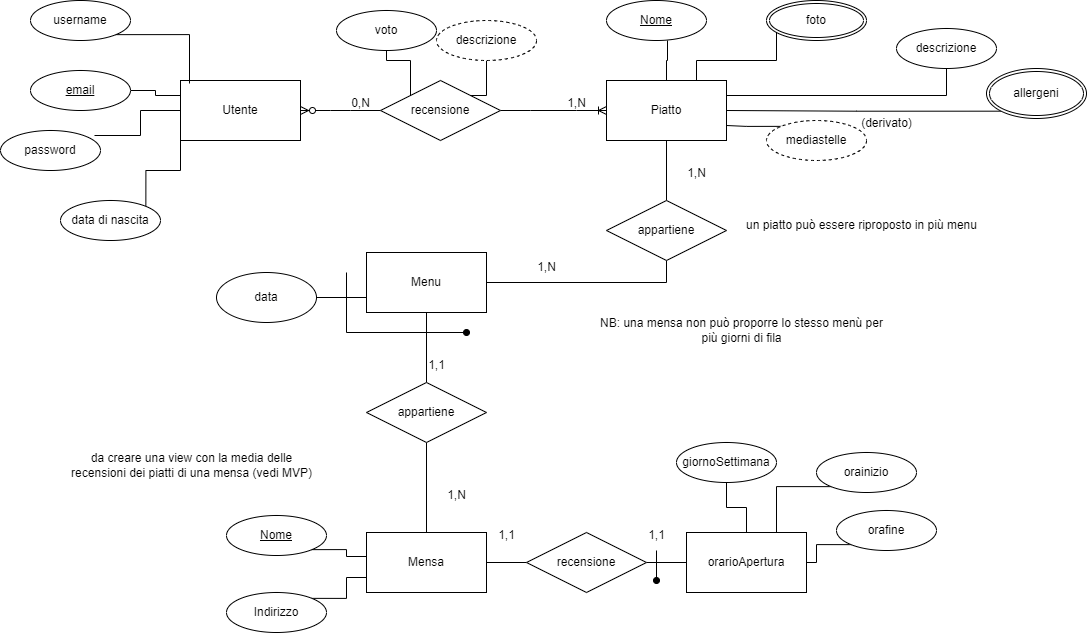 username
voto
descrizione
Nome
foto
descrizione
email
allergeni
Utente
0,N
recensione
1,N
Piatto
(derivato)
mediastelle
password
1,N
data di nascita
appartiene
un piatto può essere riproposto in più menu
1,N
Menu
data
NB: una mensa non può proporre lo stesso menù per
più giorni di fila
1,1
appartiene
da creare una view con la media delle
recensioni dei piatti di una mensa (vedi MVP)
giornoSettimana
orainizio
1,N
Nome
1,1
1,1
orafine
Mensa
recensione
orarioApertura
Indirizzo